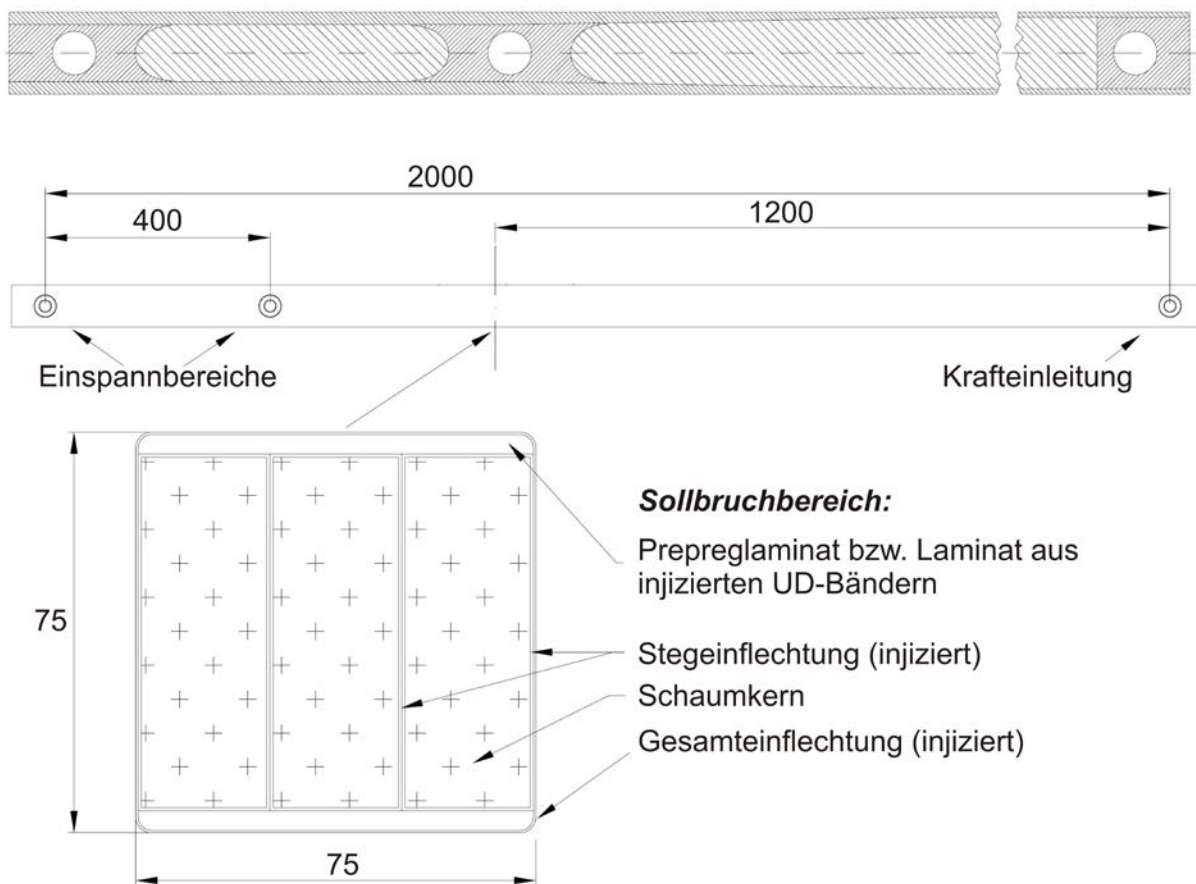 2000
400
1200
Einspannbereiche
Krafteinleitung
75
Sollbruchbereich:
Prepreglaminat bzw. Laminat aus
injizierten UD-Bändern
Stegeinflechtung (injiziert)
Schaumkern
Gesamteinflechtung (injiziert)
75